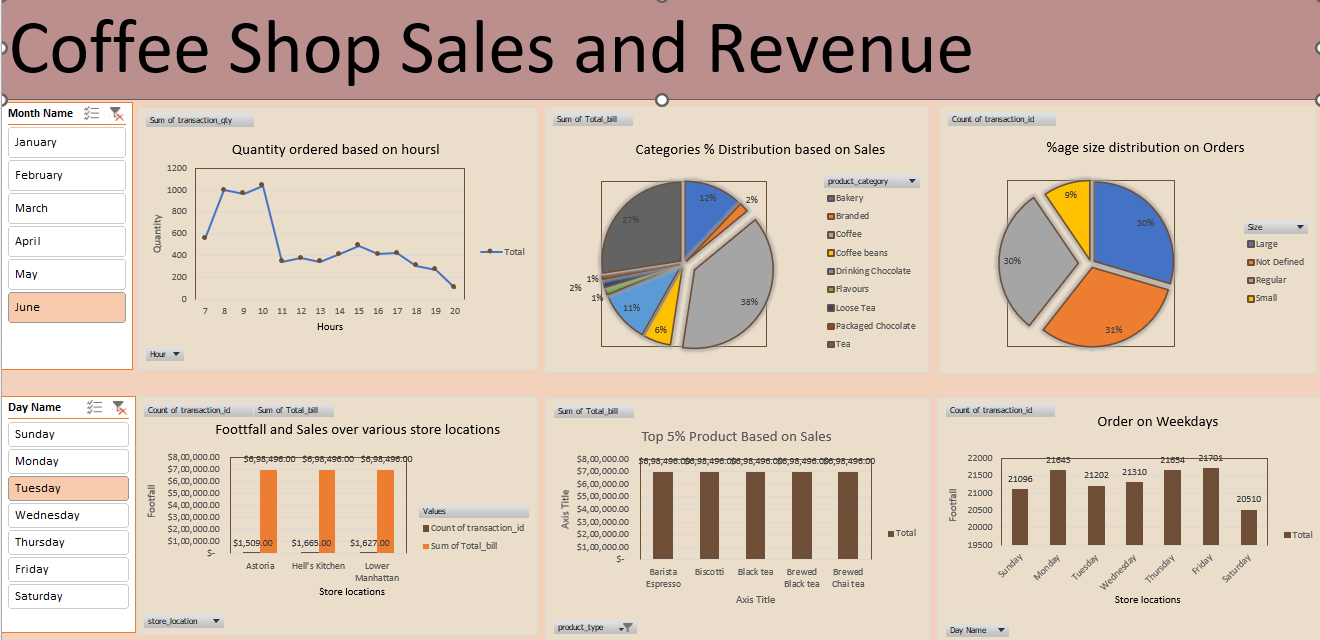 Coffee Shop Sales and Revenue
Month Name
January
February
March
April
May
June
Sum of transaction_qty
Quantity ordered based on hoursl
1200
1000
800
600
400
200
0
Quantity
7 8 9 10 11 12 13 14 15 16 17 18 19 20
Hours
Total
Hour
Sum of Total_bill
Categories % Distribution based on Sales
12%
2%
38%
6%
11%
1%
2%
1%
27%
product_category
Bakery
Branded
Coffee
Coffee beans
Drinking Chocolate
Flavours
Loose Tea
Packaged Chocolate
Tea
Count of transaction_id
%age size distribution on Orders
9%
30%
30%
31%
Size
Large
Not Defined
Regular
Small
Day Name
Sunday
Monday
Tuesday
Wednesday
Thursday
Friday
Saturday
Count of transaction_id Sum of Total_bill
Foottfall and Sales over various store locations
$8,00,000.00
$7,00,000.00
$6,00,000.00
$5,00,000.00
$4,00,000.00
$3,00,000.00
$2,00,000.00
$1,00,000.00
$-
Footfall
$6,98,496.00 $6,98,496.00 $6,98,496.00
$1,509.00 $1,665.00 $1,627.00
Astoria Hell's Kitchen Lower
Manhattan
Store locations
Values
Count of transaction_id
Sum of Total_bill
store_location
Sum of Total_bill
Top 5% Product Based on Sales
$8,00,000.00
$7,00,000.00
$6,00,000.00
$5,00,000.00
$4,00,000.00
$3,00,000.00
$2,00,000.00
$1,00,000.00
$-
Axis Title
$6,98,496.00 $6,98,496.00 $6,98,496.00 $6,98,496.00 $6,98,496.00
Barista Biscotti Black tea Brewed Brewed
Espresso Black tea Chai tea
Axis Title
Total
product_type
Count of transaction_id
Order on Weekdays
22000
21500
21000
20500
20000
19500
Footfall
21096
21643
21202
21310
21654
21701
20510
Sunday
Monday
Tuesday
Wednesday
Thursday
Friday
Saturday
Store locations
Total
Day Name